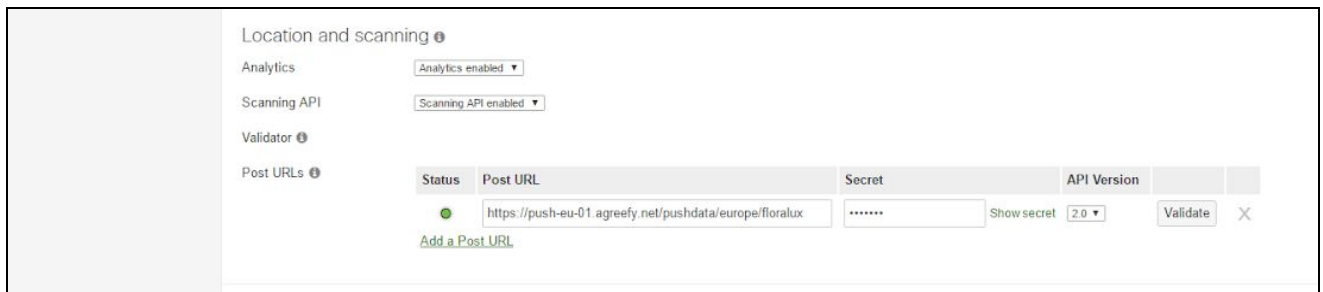 Location and scanning
Analytics Analytics enabled
Scanning API Scanning API enabled
Validator
Post URLs
Status Post URL Secret API Version
https://push-eu-01.agreefy.net/pushdata/europe/floralux ••••••• Show secret 2.0 Validate X
Add a Post URL